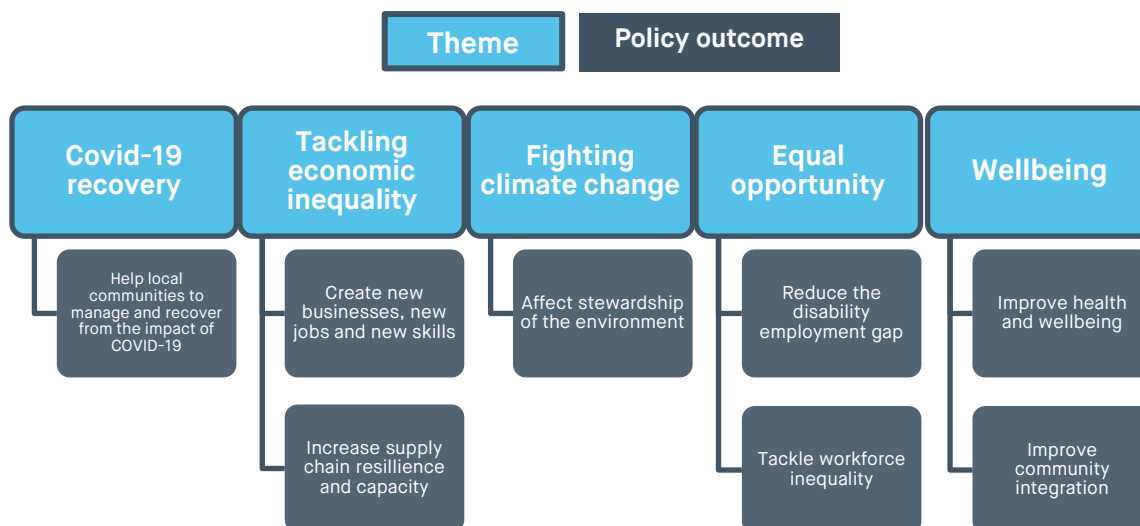 Theme
Policy outcome
Covid-19
recovery
Tackling
economic
inequality
Fighting
climate change
Equal
opportunity
Wellbeing
Help local
communities to
manage and recover
from the impact of
COVID-19
Create new
businesses, new
jobs and new skills
Affect stewardship
of the environment
Reduce the
disability
employment gap
Improve health
and wellbeing
Increase supply
chain resillience
and capacity
Tackle workforce
inequality
Improve
community
integration